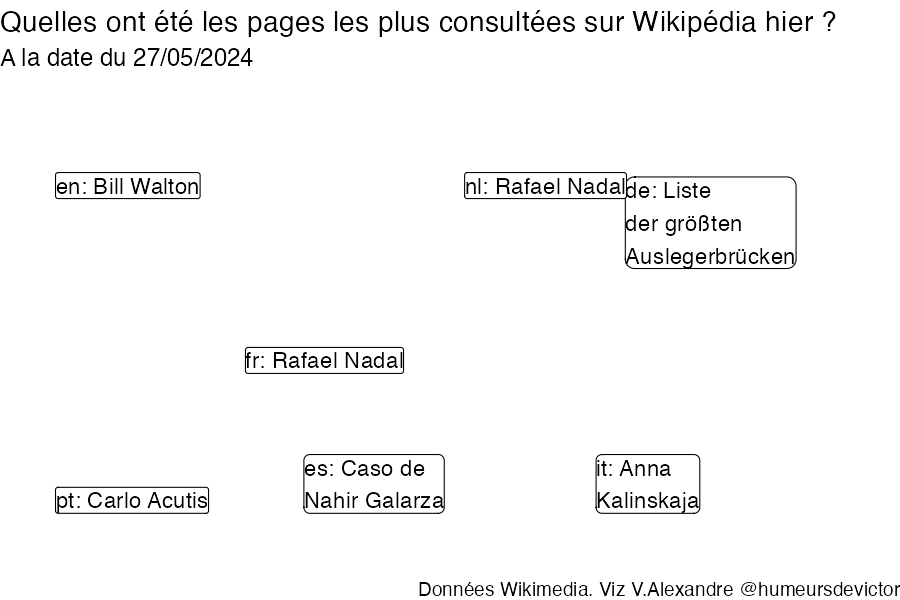 Quelles ont été les pages les plus consultées sur Wikipédia hier ?
A la date du 27/05/2024
en: Bill Walton
nl: Rafael Nadal
de: Liste
der größten
Auslegerbrücken
fr: Rafael Nadal
es: Caso de
Nahir Galarza
it: Anna
Kalinskaja
pt: Carlo Acutis
Données Wikimedia. Viz V.Alexandre @humeursdevictor